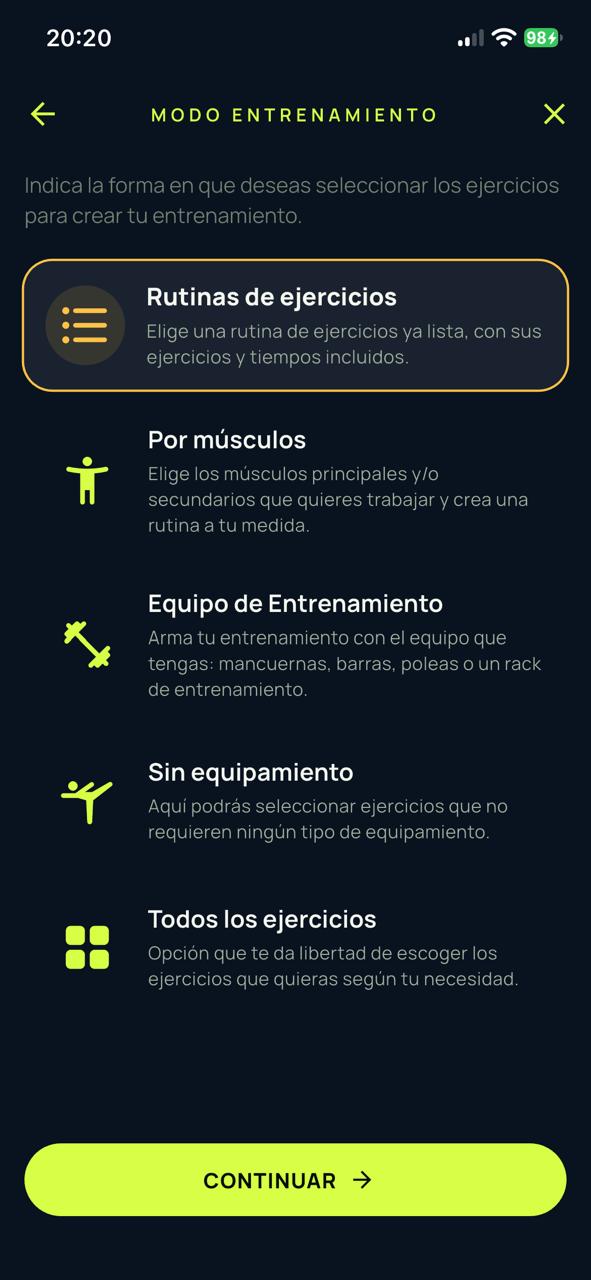 20:20
98
MODO ENTRENAMIENTO
Indica la forma en que deseas seleccionar los ejercicios
para crear tu entrenamiento.
Rutinas de ejercicios
Elige una rutina de ejercicios ya lista, con sus
ejercicios y tiempos incluidos.
Por músculos
Elige los músculos principales y/o
secundarios que quieres trabajar y crea una
rutina a tu medida.
Equipo de Entrenamiento
Arma tu entrenamiento con el equipo que
tengas: mancuernas, barras, poleas o un rack
de entrenamiento.
Sin equipamiento
Aquí podrás seleccionar ejercicios que no
requieren ningún tipo de equipamiento.
Todos los ejercicios
Opción que te da libertad de escoger los
ejercicios que quieras según tu necesidad.
CONTINUAR